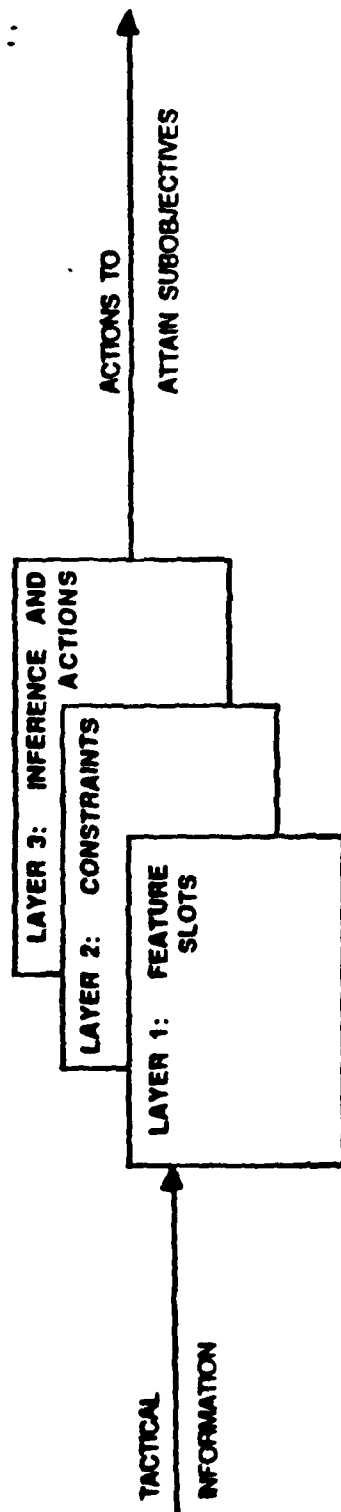 TACTICAL
INFORMATION
LAYER 1: FEATURE
SLOTS
LAYER 2: CONSTRAINTS
LAYER 3: INFERENCE AND
ACTIONS
ACTIONS TO
ATTAIN SUBOBJECTIVES